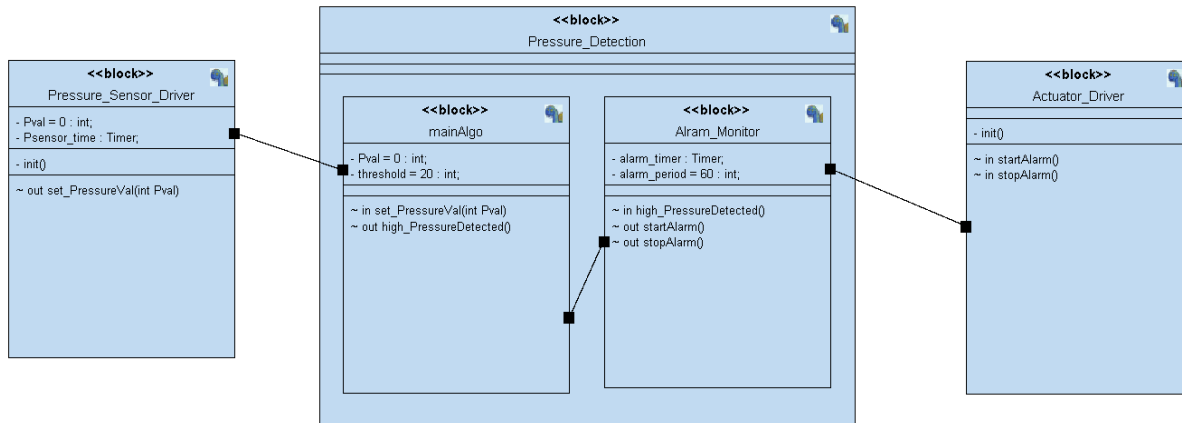 <<block>>
Pressure_Sensor_Driver
- Pval = 0 : int;
- Psensor_time : Timer;
- init()
~ out set_PressureVal(int Pval)
<<block>>
Pressure_Detection
<<block>>
mainAlgo
- Pval = 0 : int;
- threshold = 20 : int;
~ in set_PressureVal(int Pval)
~ out high_PressureDetected()
<<block>>
Alram_Monitor
- alarm_timer : Timer;
- alarm_period = 60 : int;
~ in high_PressureDetected()
~ out startAlarm()
~ out stopAlarm()
<<block>>
Actuator_Driver
- init()
~ in startAlarm()
~ in stopAlarm()